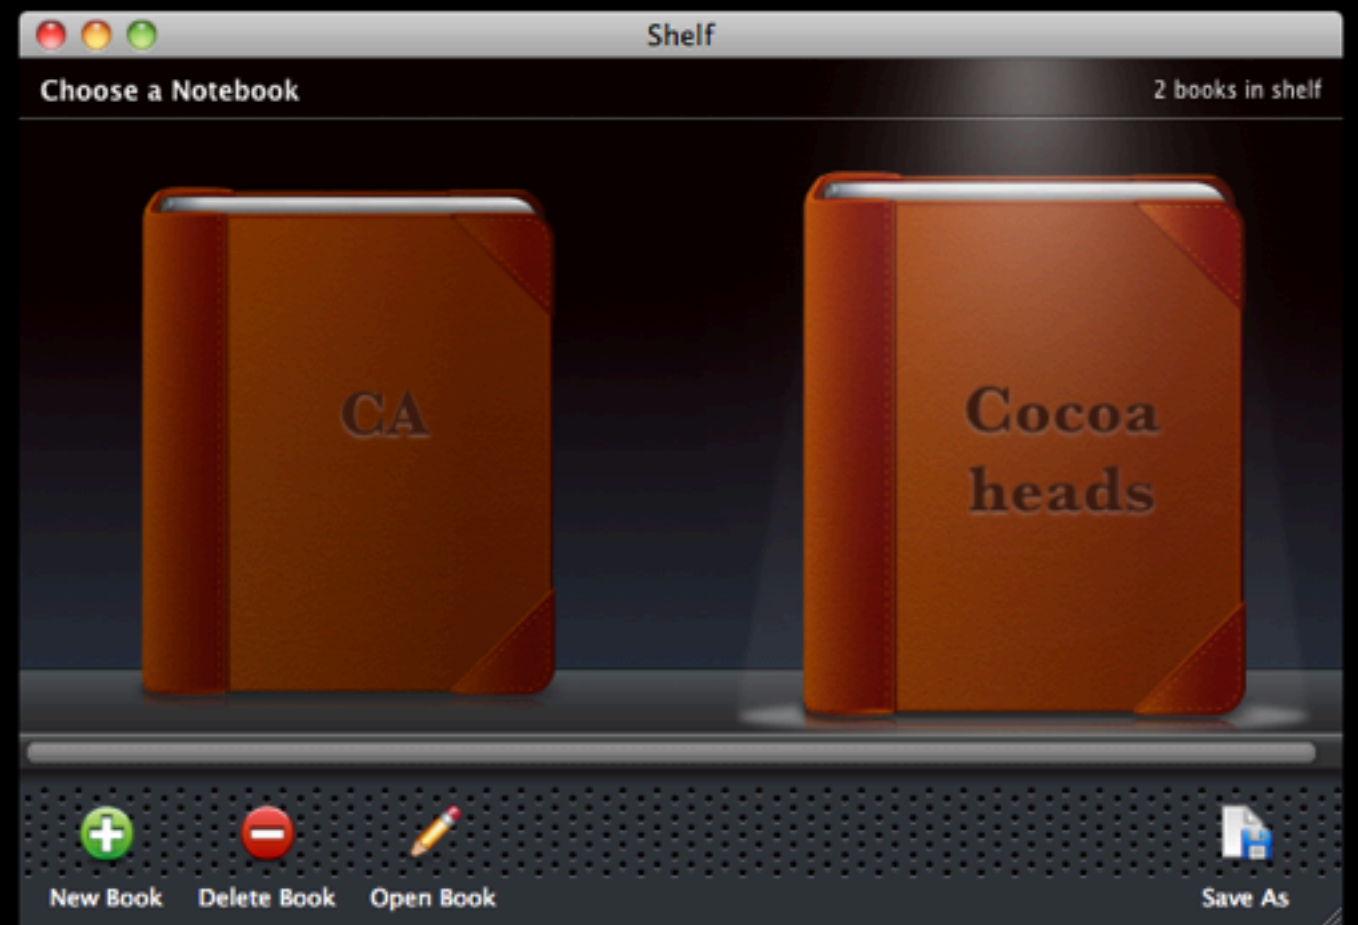 Shelf
Choose a Notebook
2 books in shelf
CA
Cocoa
heads
New Book
Delete Book
Open Book
Save As